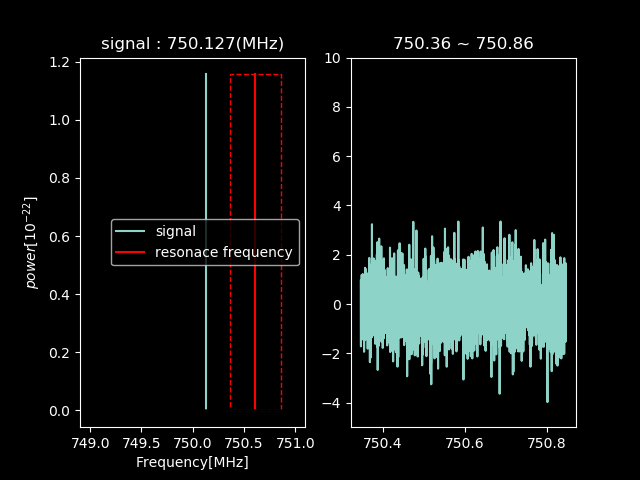 signal : 750.127(MHz)
power[10^{-22}]
1.2
1.0
0.8
0.6
0.4
0.2
0.0
signal
resonace frequency
749.0 749.5 750.0 750.5 751.0
Frequency[MHz]
750.36 ~ 750.86
10
8
6
4
2
0
−2
−4
750.4 750.6 750.8